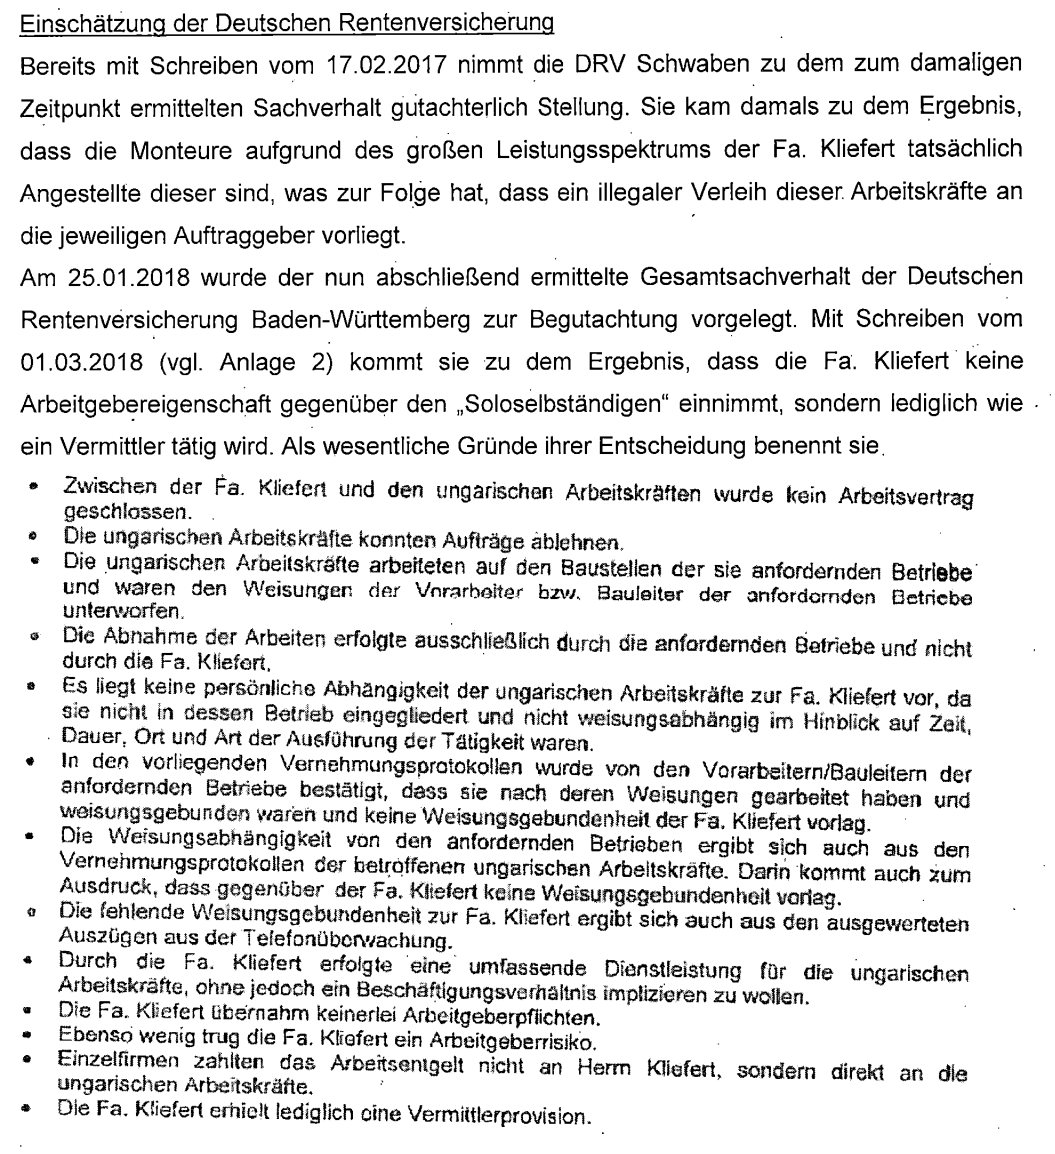 Einschätzung der Deutschen Rentenversicherung
Bereits mit Schreiben vom 17.02.2017 nimmt die DRV Schwaben zu dem zum damaligen
Zeitpunkt ermittelten Sachverhalt gutachterlich Stellung. Sie kam damals zu dem Ergebnis,
dass die Monteure aufgrund des großen Leistungsspektrums der Fa. Kliefert tatsächlich
Angestellte dieser sind, was zur Folge hat, dass ein illegaler Verleih dieser Arbeitskräfte an
die jeweiligen Auftraggeber vorliegt.
Am 25.01.2018 wurde der nun abschließend ermittelte Gesamtsachverhalt der Deutschen
Rentenversicherung Baden-Württemberg zur Begutachtung vorgelegt. Mit Schreiben vom
01.03.2018 (vgl. Anlage 2) kommt sie zu dem Ergebnis, dass die Fa. Kliefert keine
Arbeitgebereigenschaft gegenüber den „Soloselbständigen“ einnimmt, sondern lediglich wie
ein Vermittler tätig wird. Als wesentliche Gründe ihrer Entscheidung benennt sie
• Zwischen der Fa. Kliefert und den ungarischen Arbeitskräften wurde kein Arbeitsvertrag
geschlossen.
• Die ungarischen Arbeitskräfte konnten Aufträge ablehnen.
• Die ungarischen Arbeitskräfte arbeiteten auf den Baustellen der sie anfordernden Betriebe
und waren den Weisungen der Vorarbeiter bzw. Bauleiter der anfordernden Betriebe
unterworfen.
• Die Abnahme der Arbeiten erfolgte ausschließlich durch die anfordernden Betriebe und nicht
durch die Fa. Kliefert.
• Es liegt keine persönliche Abhängigkeit der ungarischen Arbeitskräfte zur Fa. Kliefert vor, da
sie nicht in dessen Betrieb eingegliedert und nicht weisungsabhängig im Hinblick auf Zeit,
Dauer, Ort und Art der Ausführung der Tätigkeit waren.
• In den vorliegenden Vernehmungsprotokollen wurde von den Vorarbeitern/Bauleitern der
anfordernden Betriebe bestätigt, dass sie nach deren Weisungen gearbeitet haben und
weisungsgebunden waren und keine Weisungsgebundenheit der Fa. Kliefert vorlag.
• Die Weisungsabhängigkeit von den anfordernden Betrieben ergibt sich auch aus den
Vernehmungsprotokollen der betroffenen ungarischen Arbeitskräfte. Darin kommt auch zum
Ausdruck, dass gegenüber der Fa. Kliefert keine Weisungsgebundenheit vorlag.
• Die fehlende Weisungsgebundenheit zur Fa. Kliefert ergibt sich auch aus den ausgewerteten
Auszügen aus der Telefonüberwachung.
• Durch die Fa. Kliefert erfolgte eine umfassende Dienstleistung für die ungarischen
Arbeitskräfte, ohne jedoch ein Beschäftigungsverhältnis implizieren zu wollen.
• Die Fa. Kliefert übernahm keinerlei Arbeitgeberpflichten.
• Ebenso wenig trug die Fa. Kliefert ein Arbeitgeberrisiko.
• Einzelfirmen zahlten das Arbeitsentgelt nicht an Herrn Kliefert, sondern direkt an die
ungarischen Arbeitskräfte.
• Die Fa. Kliefert erhielt lediglich eine Vermittlerprovision.